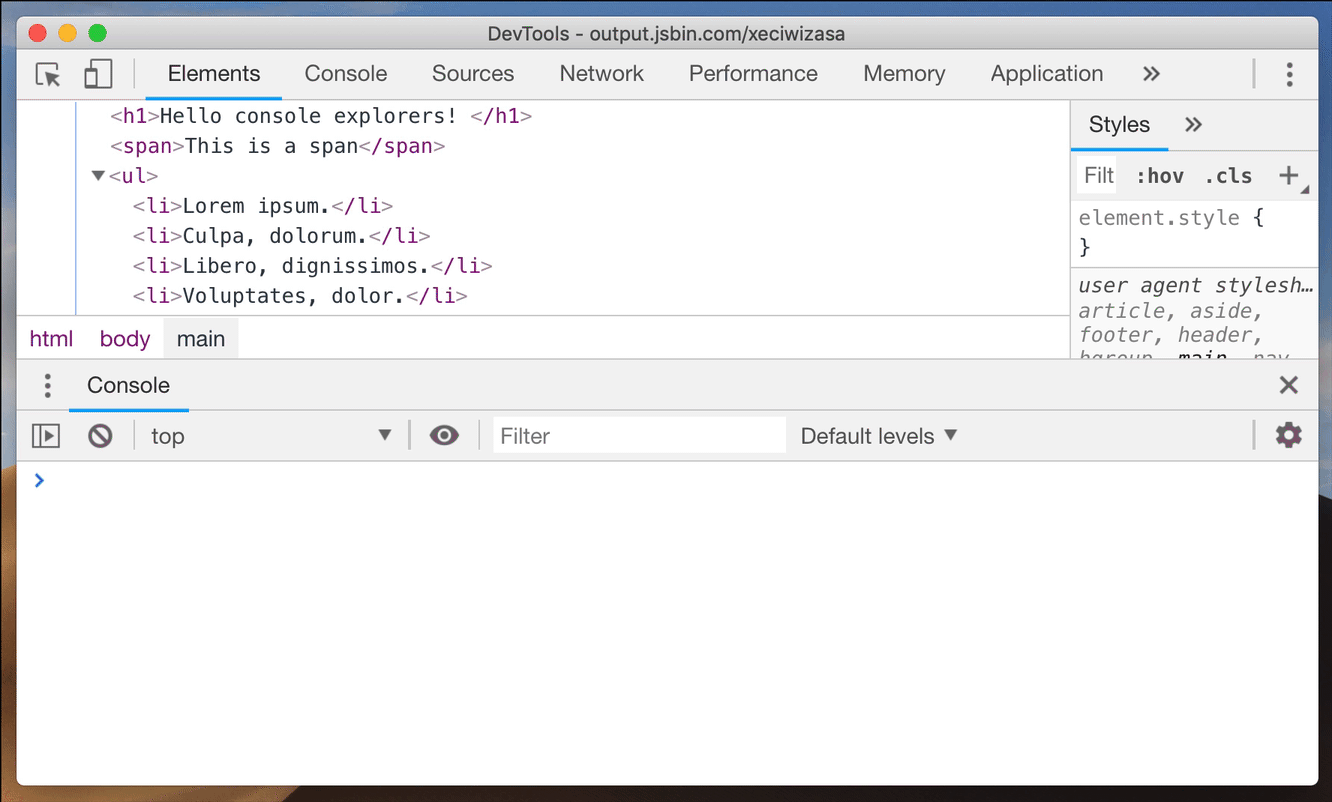 DevTools - output.jsbin.com/xeciwizasa
Elements Console Sources Network Performance Memory Application »
<h1>Hello console explorers! </h1>
<span>This is a span</span>
▼<ul>
<li>Lorem ipsum.</li>
<li>Culpa, dolorum.</li>
<li>Libero, dignissimos.</li>
<li>Voluptates, dolor.</li>
html body main
Styles »
Filt :hov .cls +
element.style {
}
user agent stylesh…
article, aside,
footer, header,
hgroup, main, nav
Console
top ▼ Filter Default levels ▼